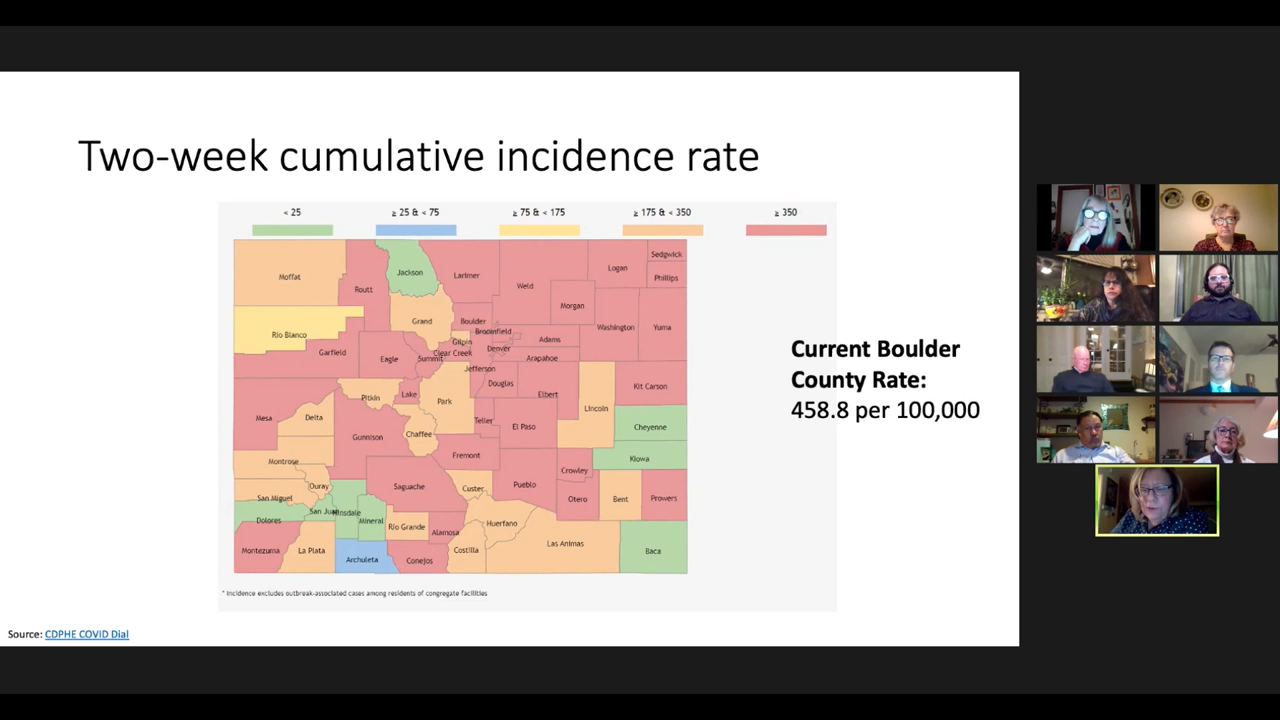 Two-week cumulative incidence rate
< 25
≥ 25 & < 75
≥ 75 & < 175
≥ 175 & < 350
≥ 350
Moffat
Routt
Jackson
Larimer
Weld
Logan
Sedgwick
Phillips
Morgan
Rio Blanco
Grand
Boulder
Broomfield
Washington
Yuma
Gilpin
Adams
Denver
Garfield
Eagle
Summit
Clear Creek
Arapahoe
Jefferson
Douglas
Elbert
Kit Carson
Pitkin
Lake
Park
Lincoln
Mesa
Delta
Chaffee
Teller
El Paso
Cheyenne
Gunnison
Fremont
Kiowa
Montrose
Crowley
Ouray
Saguache
Custer
Pueblo
San Miguel
Otero
Bent
Prowers
Dolores
San Juan
Hinsdale
Mineral
Rio Grande
Huerfano
Alamosa
Montezuma
La Plata
Archuleta
Conejos
Costilla
Las Animas
Baca
* Incidence excludes outbreak-associated cases among residents of congregate facilities
Current Boulder
County Rate:
458.8 per 100,000
Source: CDPHE COVID Dial